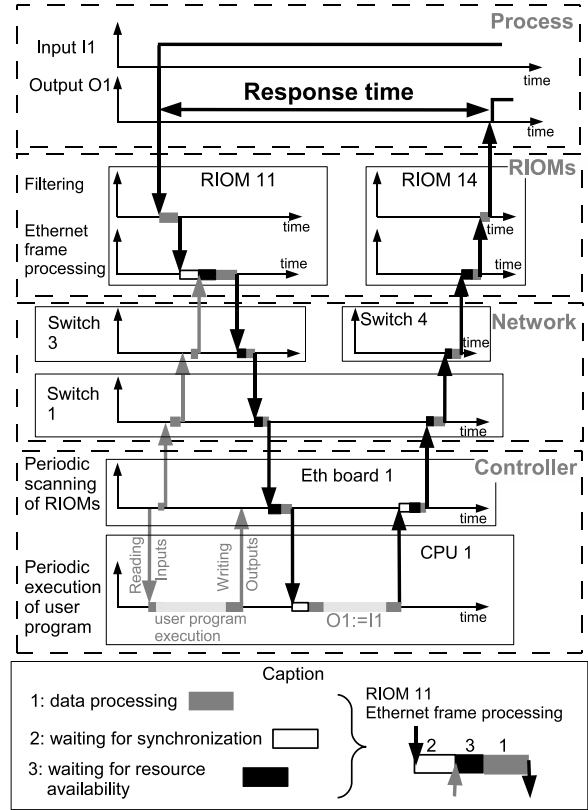 Process
Input I1
time
Output O1
Response time
time
RIOMs
Filtering
RIOM 11
RIOM 14
time
time
Ethernet
frame
processing
time
time
Switch
3
Switch 4
Network
time
time
Switch
1
time
Controller
Periodic
scanning
of RIOMs
Eth board 1
time
Reading
Inputs
Writing
Outputs
CPU 1
Periodic
execution
of user
program
time
user program
execution
O1:=I1
Caption
1: data processing
2: waiting for synchronization
3: waiting for resource
availability
RIOM 11
Ethernet frame processing
2 3 1